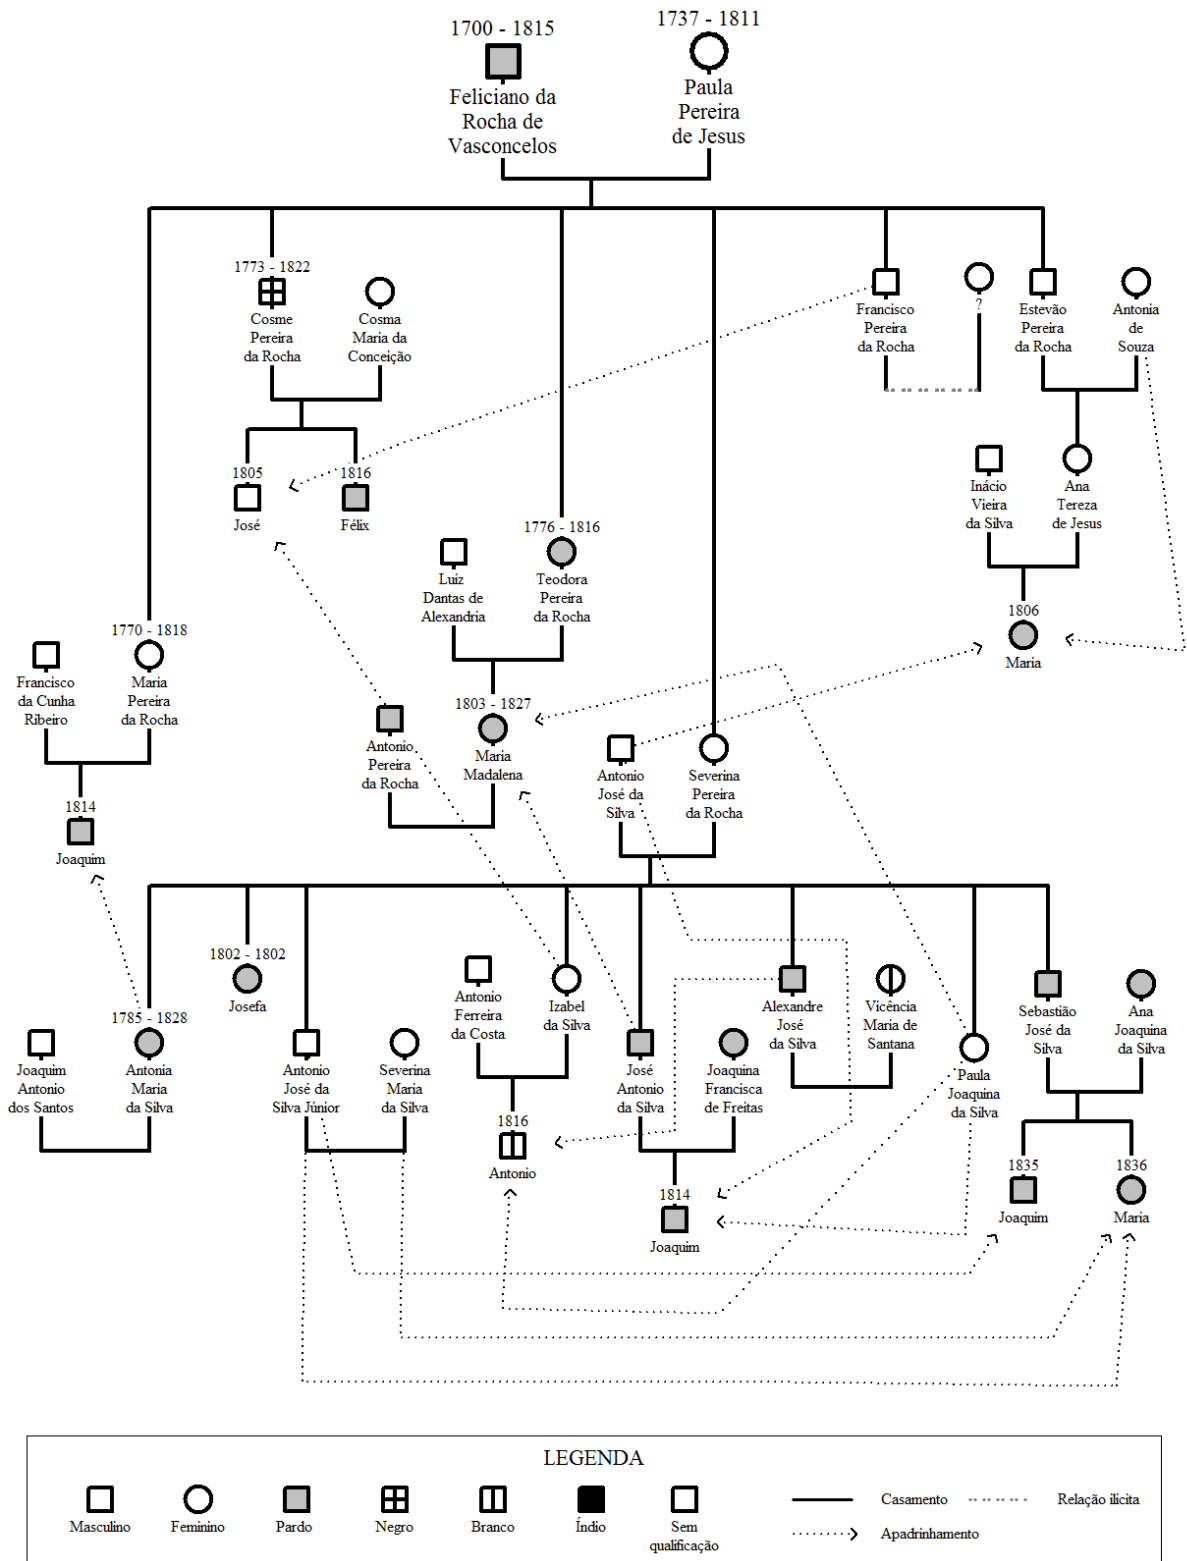 1700 - 1815
1737 - 1811
Feliciano da
Rocha de
Vasconcelos
Paula
Pereira
de Jesus
1773 - 1822
Cosme
Pereira
da Rocha
Cosma
Maria da
Conceição
Francisco
Pereira
da Rocha
?
Estevão
Pereira
da Rocha
Antonia
de
Souza
1805
José
1816
Félix
Inácio
Vieira
da Silva
Ana
Tereza
de Jesus
1776 - 1816
Luiz
Dantas de
Alexandria
Teodora
Pereira
da Rocha
1806
Maria
1770 - 1818
Francisco
da Cunha
Ribeiro
Maria
Pereira
da Rocha
1803 - 1827
Antonio
Pereira
da Rocha
Maria
Madalena
Antonio
José da
Silva
Severina
Pereira
da Rocha
1814
Joaquim
1802 - 1802
Josefa
Antonio
Ferreira
da Costa
Izabel
da Silva
Alexandre
José
da Silva
Vicência
Maria de
Santana
Sebastião
José da
Silva
Ana
Joaquina
da Silva
1785 - 1828
Joaquim
Antonio
dos Santos
Antonia
Maria
da Silva
Antonio
José da
Silva Júnior
Severina
Maria
da Silva
José
Antonio
da Silva
Joaquina
Francisca
de Freitas
Paula
Joaquina
da Silva
1816
Antonio
1814
Joaquim
1835
Joaquim
1836
Maria
LEGENDA
Masculino
Feminino
Pardo
Negro
Branco
Índio
Sem
qualificação
Casamento
Relação ilícita
Apadrinhamento